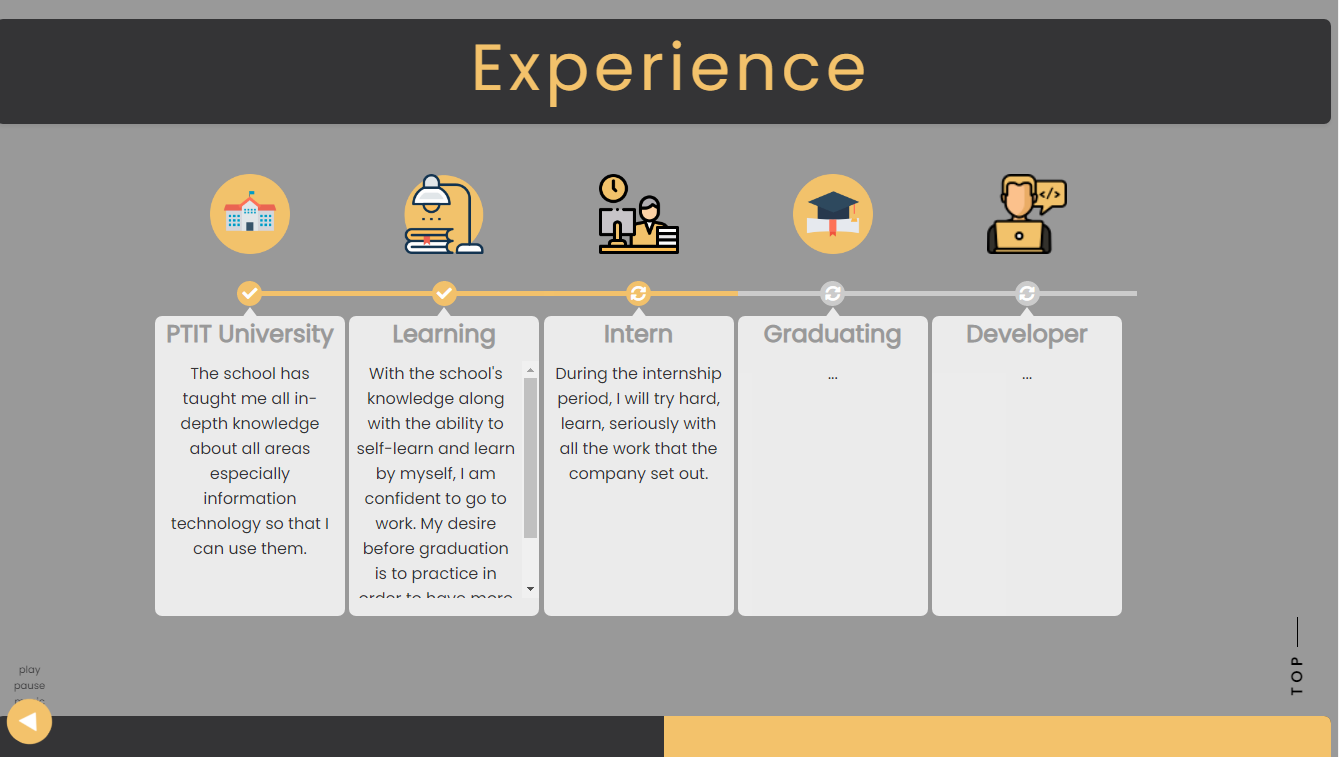 Experience
</>
PTIT University
The school has
taught me all in-
depth knowledge
about all areas
especially
information
technology so that I
can use them.
Learning
With the school's
knowledge along
with the ability to
self-learn and learn
by myself, I am
confident to go to
work. My desire
before graduation
is to practice in
order to have more
Intern
During the internship
period, I will try hard,
learn, seriously with
all the work that the
company set out.
Graduating
...
Developer
...
TOP
play
pause